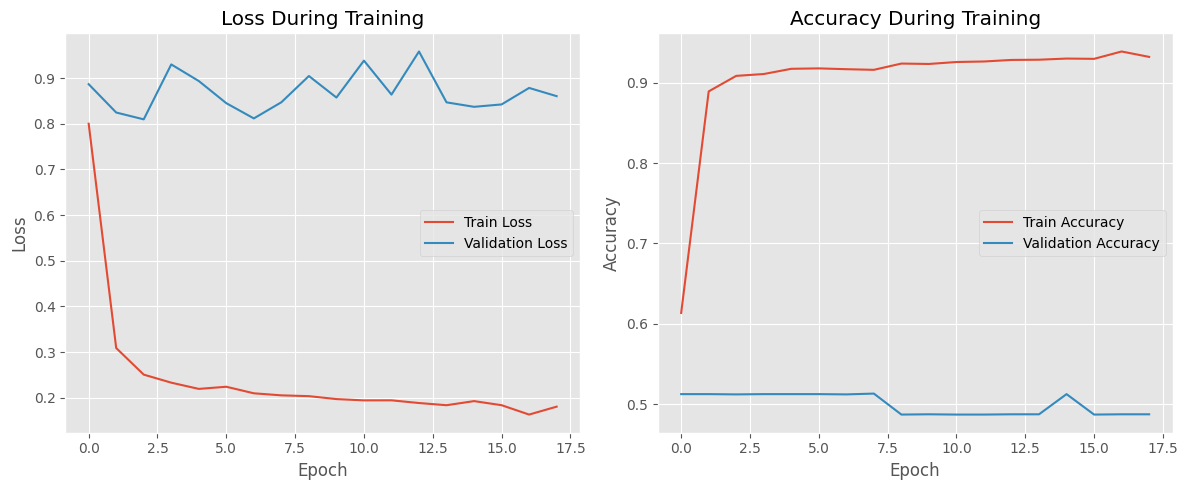 Loss During Training
0.9
0.8
0.7
0.6
0.5
0.4
0.3
0.2
Loss
Train Loss
Validation Loss
0.0 2.5 5.0 7.5 10.0 12.5 15.0 17.5
Epoch
Accuracy During Training
0.9
0.8
0.7
0.6
0.5
Accuracy
Train Accuracy
Validation Accuracy
0.0 2.5 5.0 7.5 10.0 12.5 15.0 17.5
Epoch